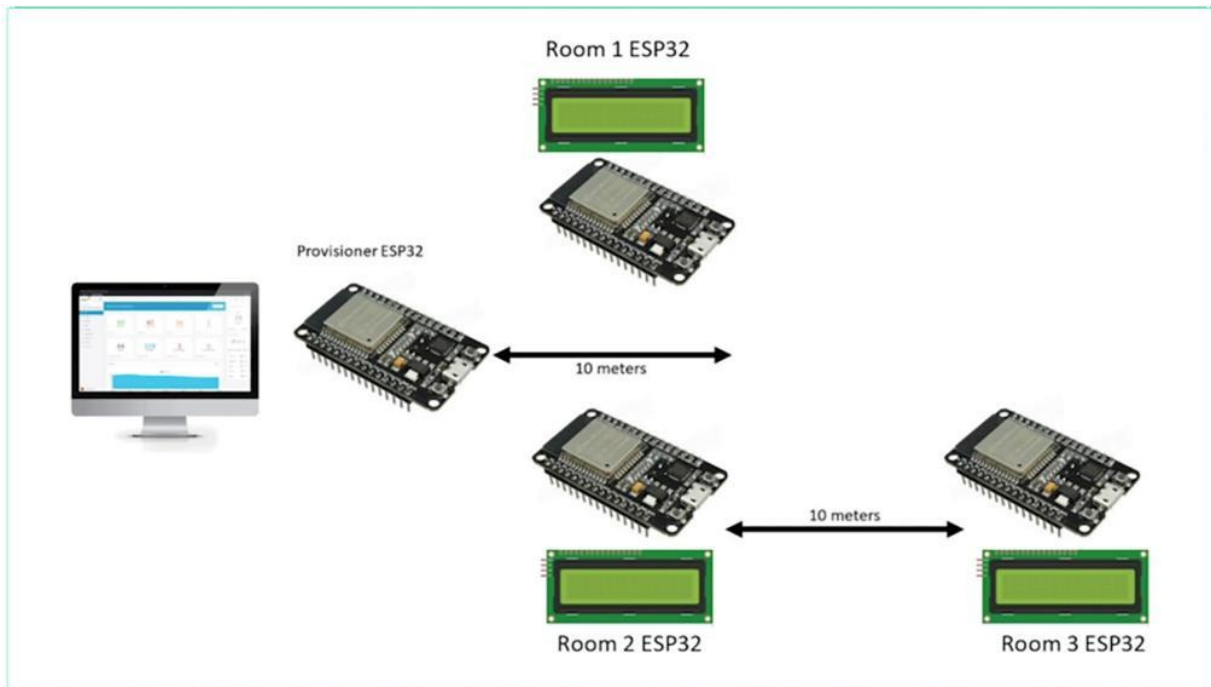 Room 1 ESP32
Provisioner ESP32
10 meters
10 meters
Room 2 ESP32
Room 3 ESP32